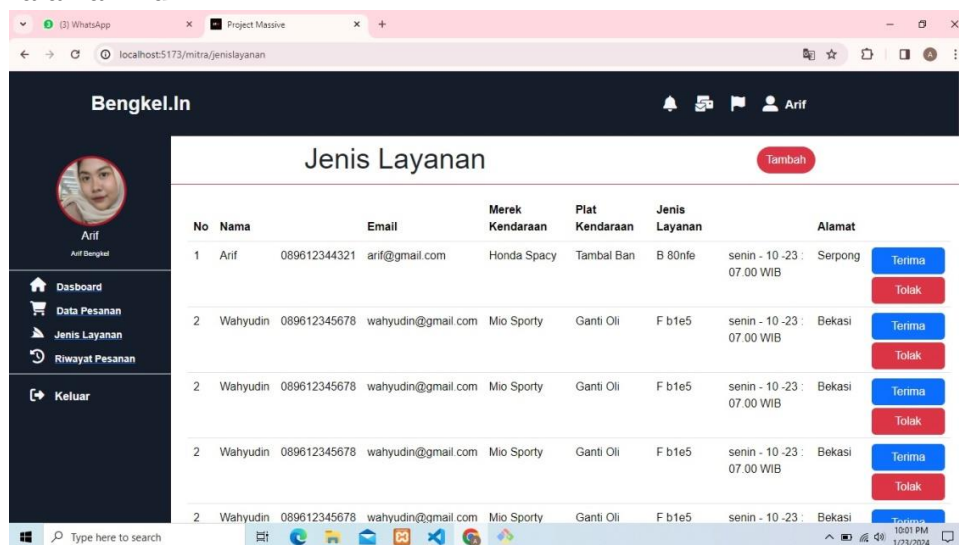 (3) WhatsApp
Project Massive
localhost:5173/mitra/jenislayanan
Bengkel.In
Arif
Jenis Layanan
Tambah
Arif
Arif Bengkel
Dasboard
Data Pesanan
Jenis Layanan
Riwayat Pesanan
Keluar
No Nama Email Merek Kendaraan Plat Kendaraan Jenis Layanan Alamat
1 Arif 089612344321 arif@gmail.com Honda Spacy Tambal Ban B 80nfe senin - 10 -23 : 07.00 WIB Serpong Terima
Tolak
2 Wahyudin 089612345678 wahyudin@gmail.com Mio Sporty Ganti Oli F b1e5 senin - 10 -23 : 07.00 WIB Bekasi Terima
Tolak
2 Wahyudin 089612345678 wahyudin@gmail.com Mio Sporty Ganti Oli F b1e5 senin - 10 -23 : 07.00 WIB Bekasi Terima
Tolak
2 Wahyudin 089612345678 wahyudin@gmail.com Mio Sporty Ganti Oli F b1e5 senin - 10 -23 : 07.00 WIB Bekasi Terima
Tolak
2 Wahyudin 089612345678 wahyudin@gmail.com Mio Sporty Ganti Oli F b1e5 senin - 10 -23 : Bekasi Terima
Type here to search
10:01 PM
1/23/2024